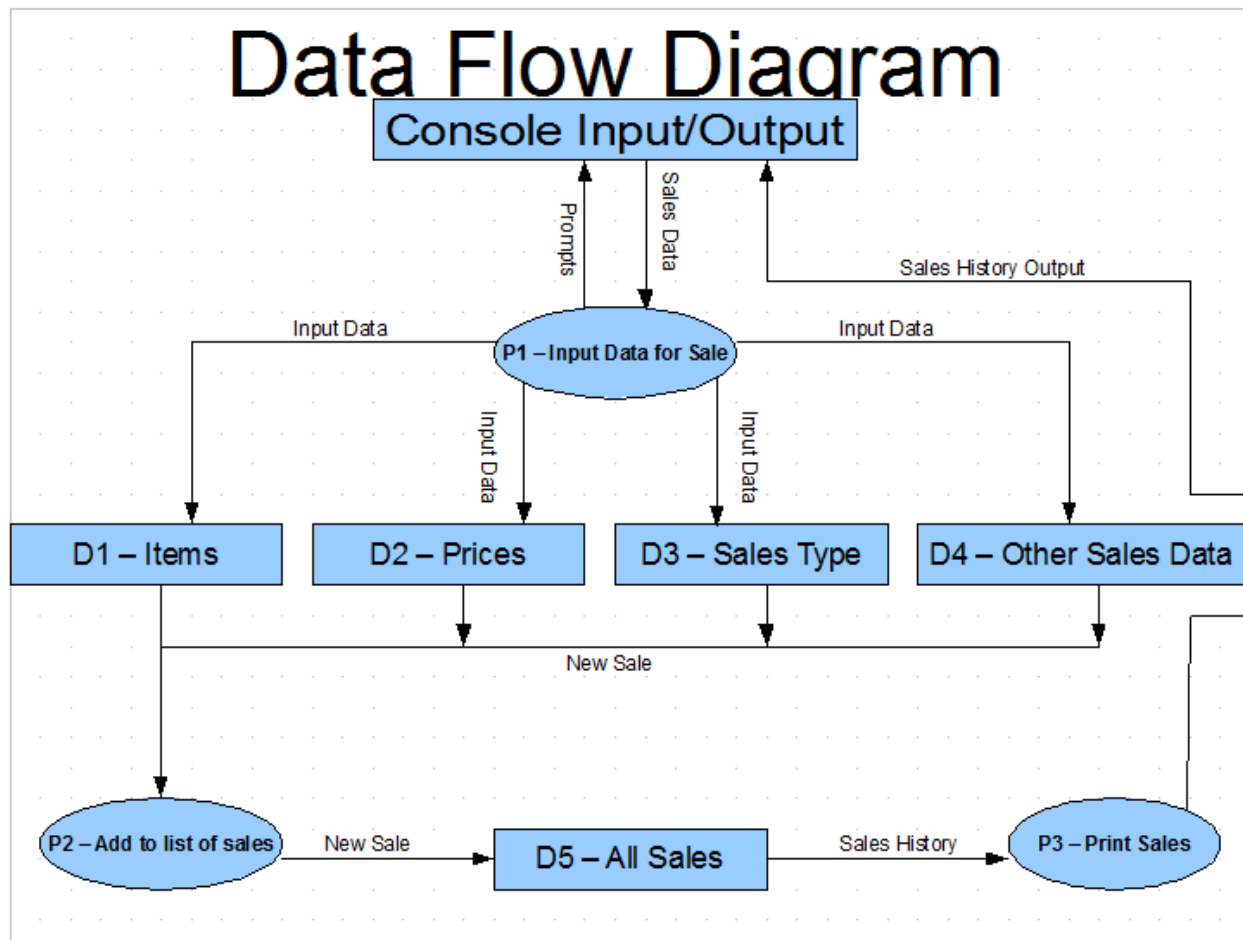 Data Flow Diagram
Console Input/Output
Prompts
Sales Data
Sales History Output
Input Data
P1 – Input Data for Sale
Input Data
Input Data
Input Data
D1 – Items
D2 – Prices
D3 – Sales Type
D4 – Other Sales Data
New Sale
P2 – Add to list of sales
New Sale
D5 – All Sales
Sales History
P3 – Print Sales